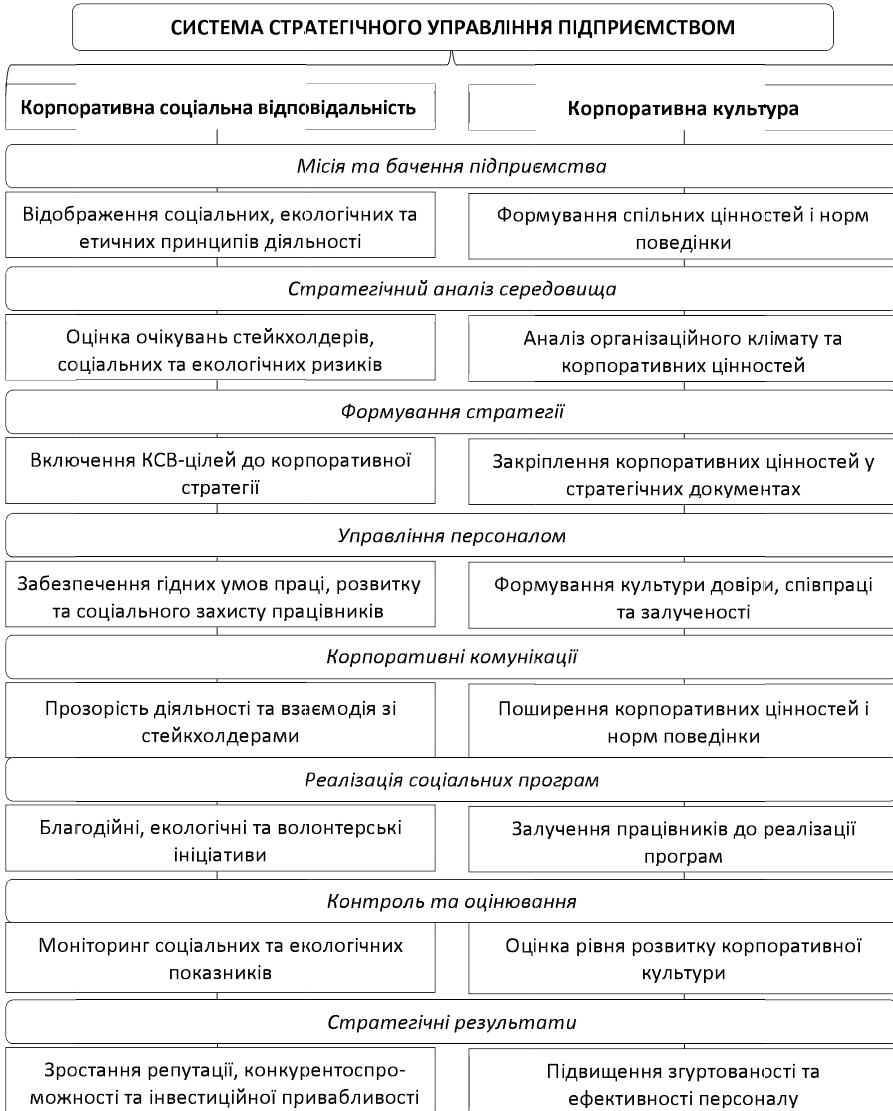 СИСТЕМА СТРАТЕГІЧНОГО УПРАВЛІННЯ ПІДПРИЄМСТВОМ
Корпоративна соціальна відповідальність
Корпоративна культура
Місія та бачення підприємства
Відображення соціальних, екологічних та
етичних принципів діяльності
Формування спільних цінностей і норм
поведінки
Стратегічний аналіз середовища
Оцінка очікувань стейкхолдерів,
соціальних та екологічних ризиків
Аналіз організаційного клімату та
корпоративних цінностей
Формування стратегії
Включення КСВ-цілей до корпоративної
стратегії
Закріплення корпоративних цінностей у
стратегічних документах
Управління персоналом
Забезпечення гідних умов праці, розвитку
та соціального захисту працівників
Формування культури довіри, співпраці
та залученості
Корпоративні комунікації
Прозорість діяльності та взаємодія зі
стейкхолдерами
Поширення корпоративних цінностей і
норм поведінки
Реалізація соціальних програм
Благодійні, екологічні та волонтерські
ініціативи
Залучення працівників до реалізації
програм
Контроль та оцінювання
Моніторинг соціальних та екологічних
показників
Оцінка рівня розвитку корпоративної
культури
Стратегічні результати
Зростання репутації, конкурентоспро-
можності та інвестиційної привабливості
Підвищення згуртованості та
ефективності персоналу